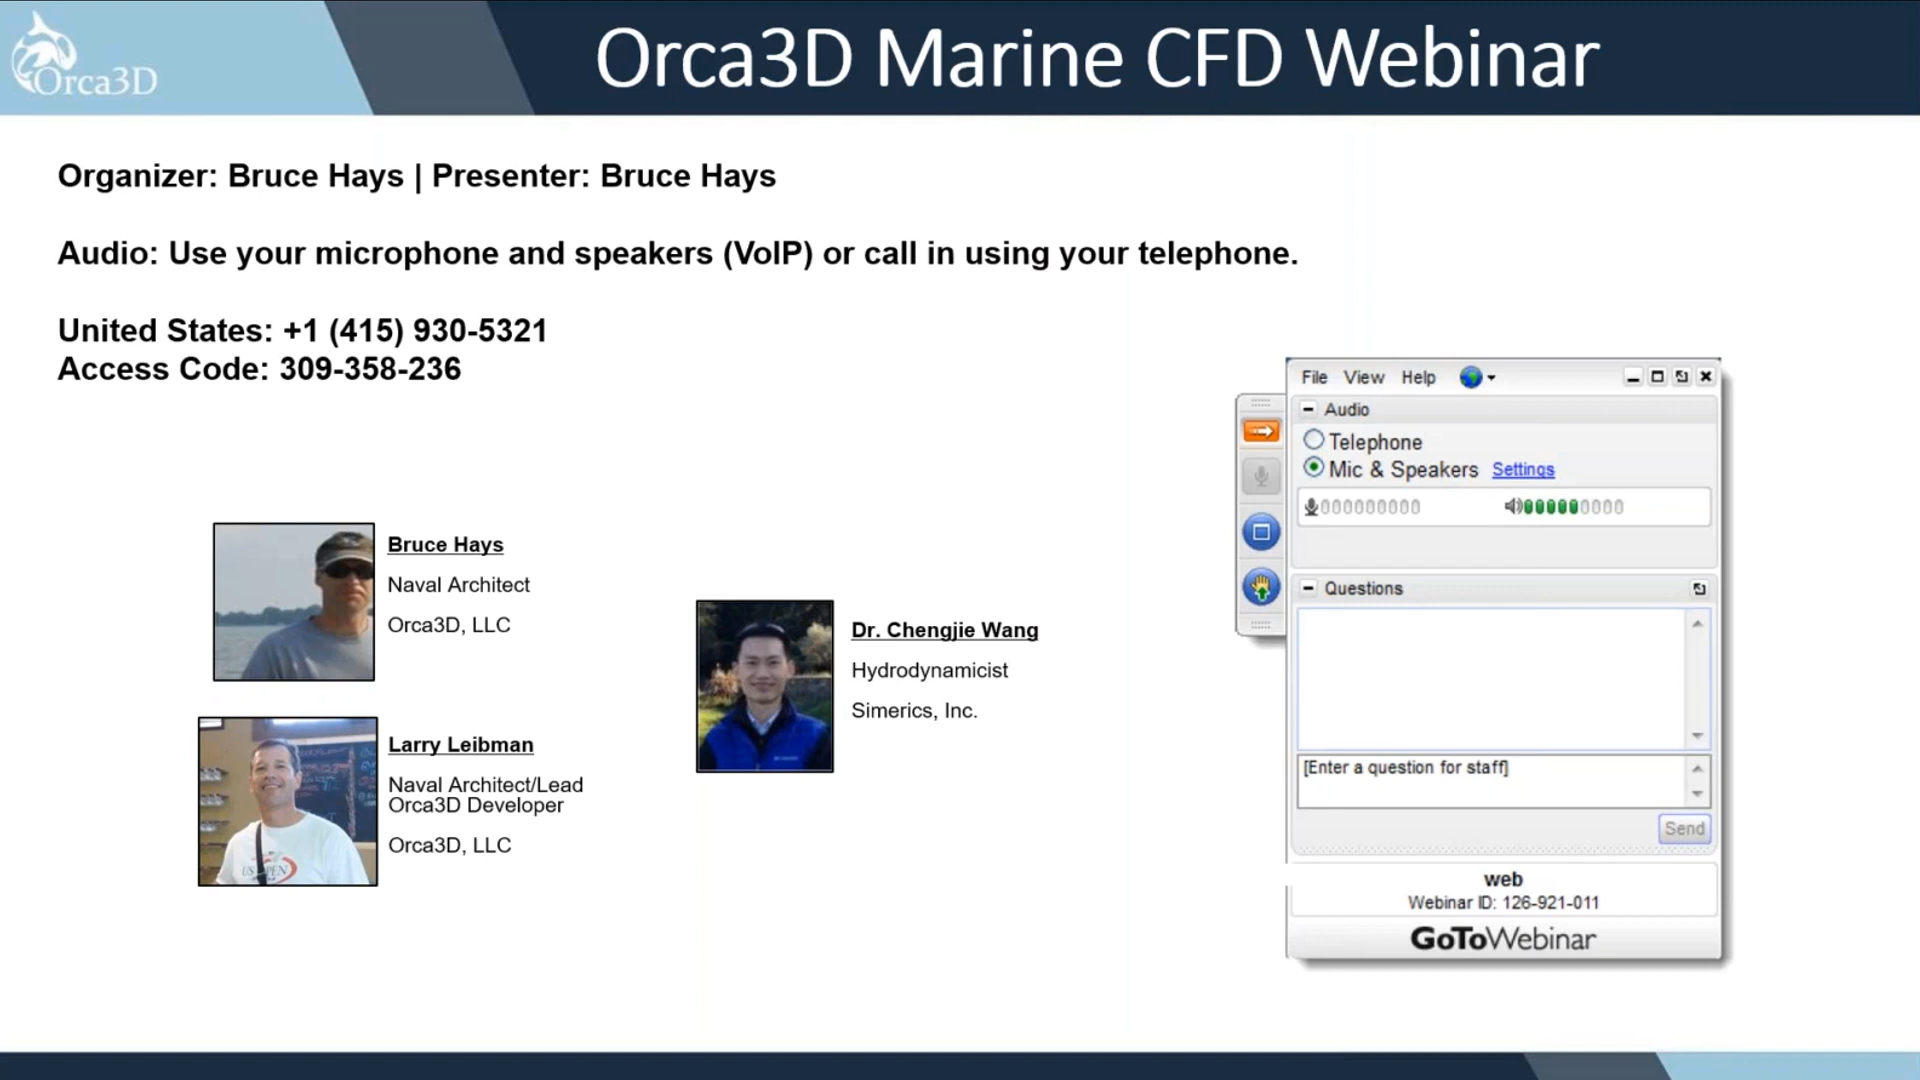 Orca3D
Orca3D Marine CFD Webinar
Organizer: Bruce Hays | Presenter: Bruce Hays
Audio: Use your microphone and speakers (VoIP) or call in using your telephone.
United States: +1 (415) 930-5321
Access Code: 309-358-236
Bruce Hays
Naval Architect
Orca3D, LLC
Larry Leibman
Naval Architect/Lead
Orca3D Developer
Orca3D, LLC
US OPEN
Dr. Chengjie Wang
Hydrodynamicist
Simerics, Inc.
File View Help
Audio
Telephone
Mic & Speakers Settings
Questions
[Enter a question for staff]
Send
web
Webinar ID: 126-921-011
GoToWebinar